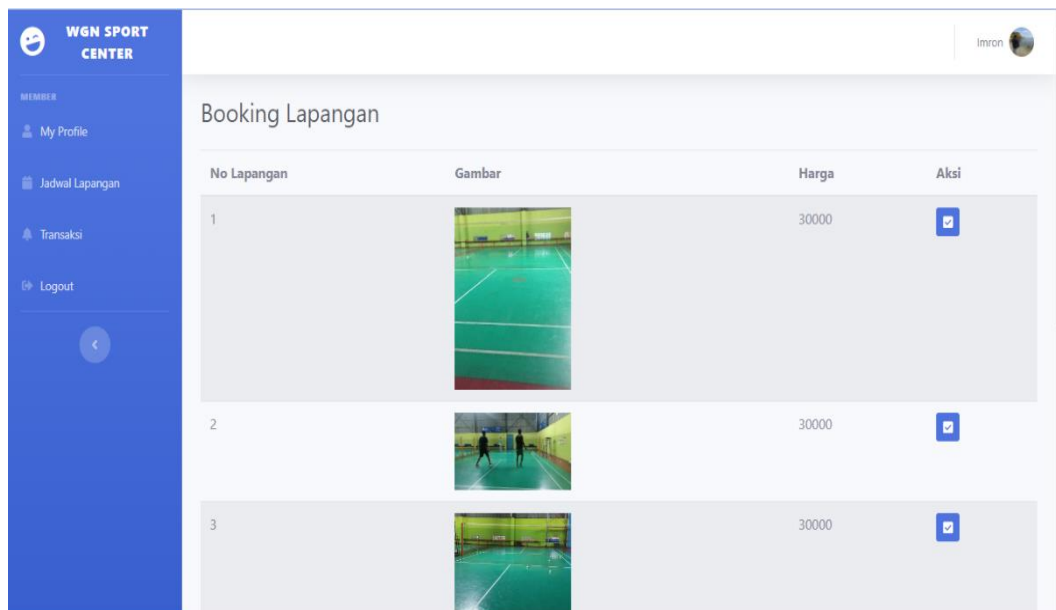 WGN SPORT
CENTER
MEMBER
My Profile
Jadwal Lapangan
Transaksi
Logout
Imron
Booking Lapangan
No Lapangan Gambar Harga Aksi
1 30000
2 30000
3 30000